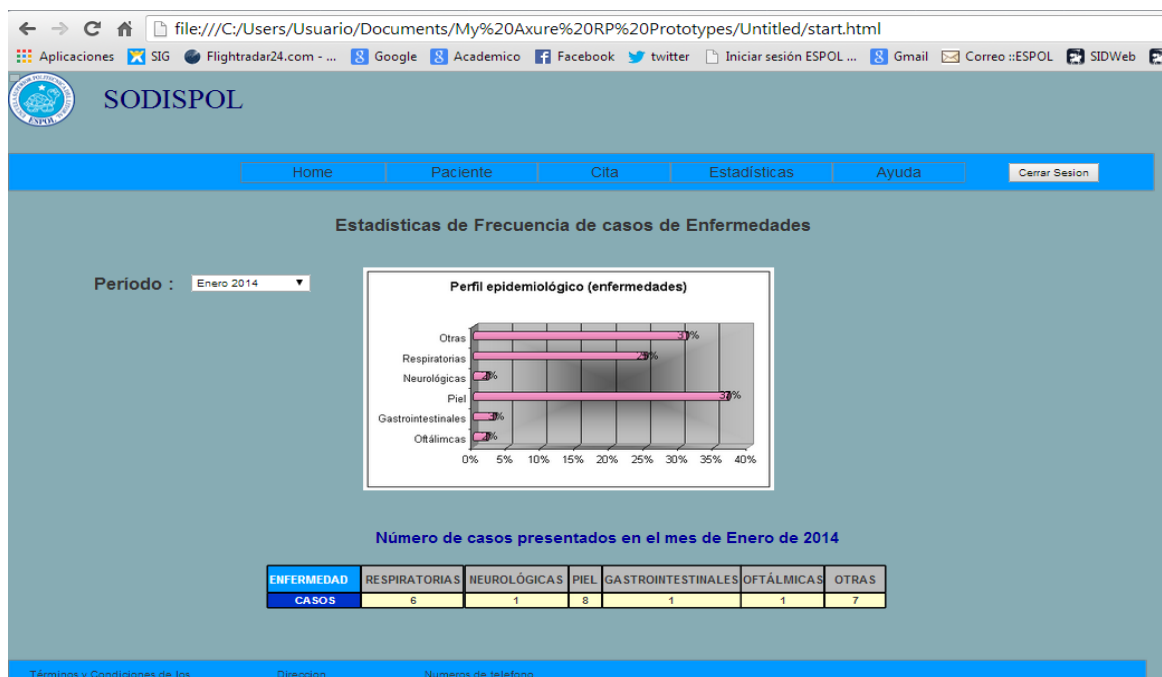 file:///C:/Users/Usuario/Documents/My%20Axure%20RP%20Prototypes/Untitled/start.html
Aplicaciones SIG Flightradar24.com - ... Google Academico Facebook twitter Iniciar sesión ESPOL ... Gmail Correo ::ESPOL SIDWeb
ESPOL
SODISPOL
Home Paciente Cita Estadísticas Ayuda Cerrar Sesion
Estadísticas de Frecuencia de casos de Enfermedades
Período : Enero 2014
Perfil epidemiológico (enfermedades)
Otras
Respiratorias
Neurológicas
Piel
Gastrointestinales
Oftálimcas
0% 5% 10% 15% 20% 25% 30% 35% 40%
Número de casos presentados en el mes de Enero de 2014
ENFERMEDAD RESPIRATORIAS NEUROLÓGICAS PIEL GASTROINTESTINALES OFTÁLMICAS OTRAS
CASOS 6 1 8 1 1 7
Términos y Condiciones de los Direccion Numeros de telefono